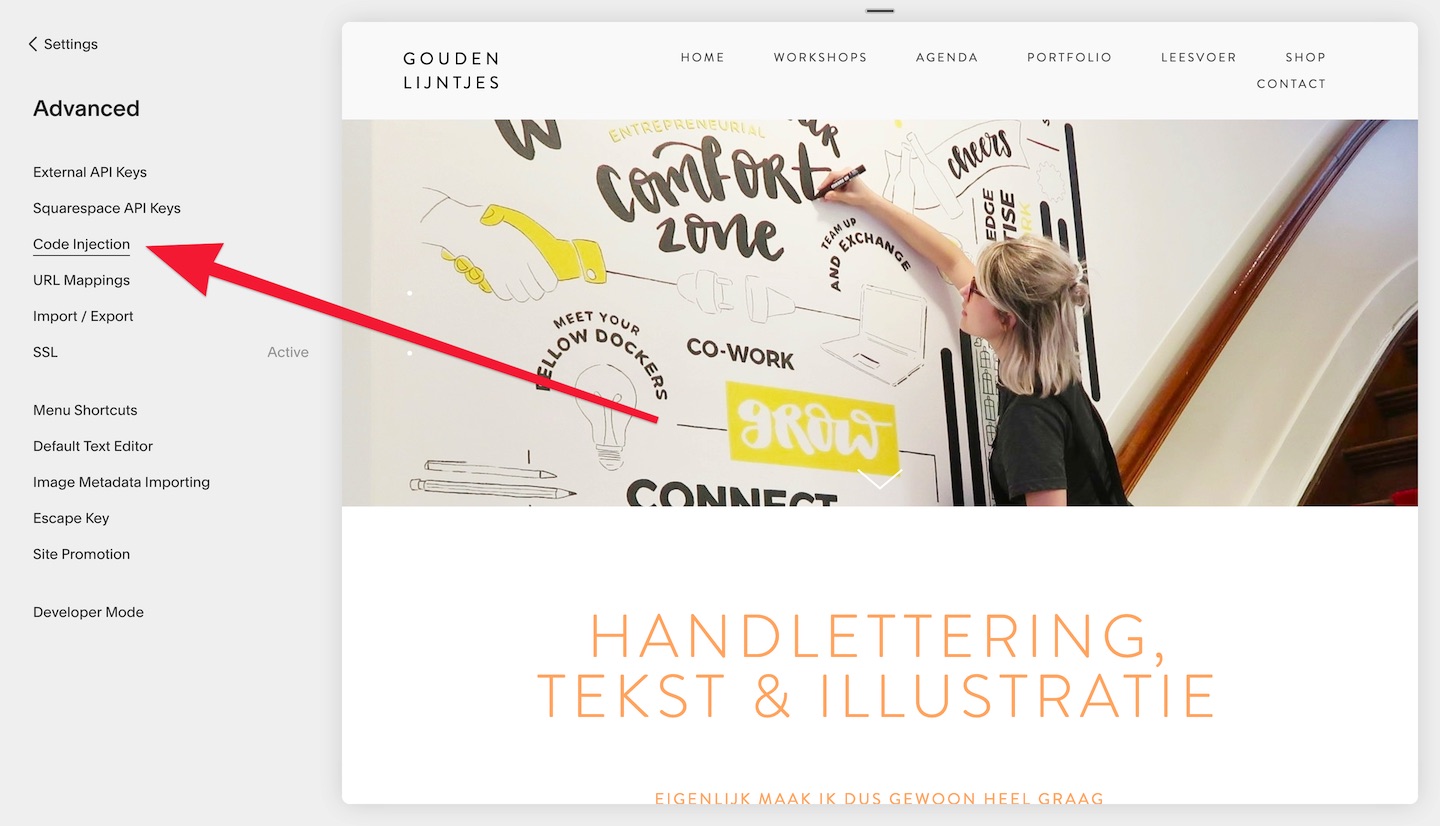 Settings
Advanced
External API Keys
Squarespace API Keys
Code Injection
URL Mappings
Import / Export
SSL Active
Menu Shortcuts
Default Text Editor
Image Metadata Importing
Escape Key
Site Promotion
Developer Mode
GOUDEN
LIJNTJES
HOME WORKSHOPS AGENDA PORTFOLIO LEESVOER SHOP
CONTACT
ENTREPRENEURIAL
COMFORT
zone
cheers
TEAM UP
AND EXCHANGE
MEET YOUR
FELLOW DOCKERS
CO-WORK
GROW
CONNECT
HANDLETTERING,
TEKST & ILLUSTRATIE
EIGENLIJK MAAK IK DUS GEWOON HEEL GRAAG